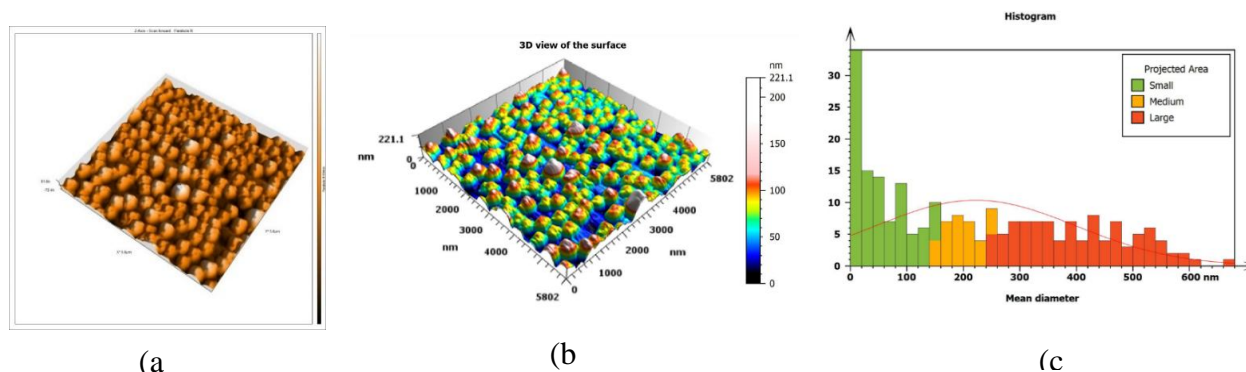 3D view of the surface
nm
221.1
200
150
100
50
0
221.1
nm
0
0
1000
2000
3000
nm
4000
5802
5802
4000
3000
2000
nm
1000
0
Histogram
30
25
20
15
10
5
0
Projected Area
Small
Medium
Large
0
100
200
300
400
500
600 nm
Mean diameter
(a
(b
(c